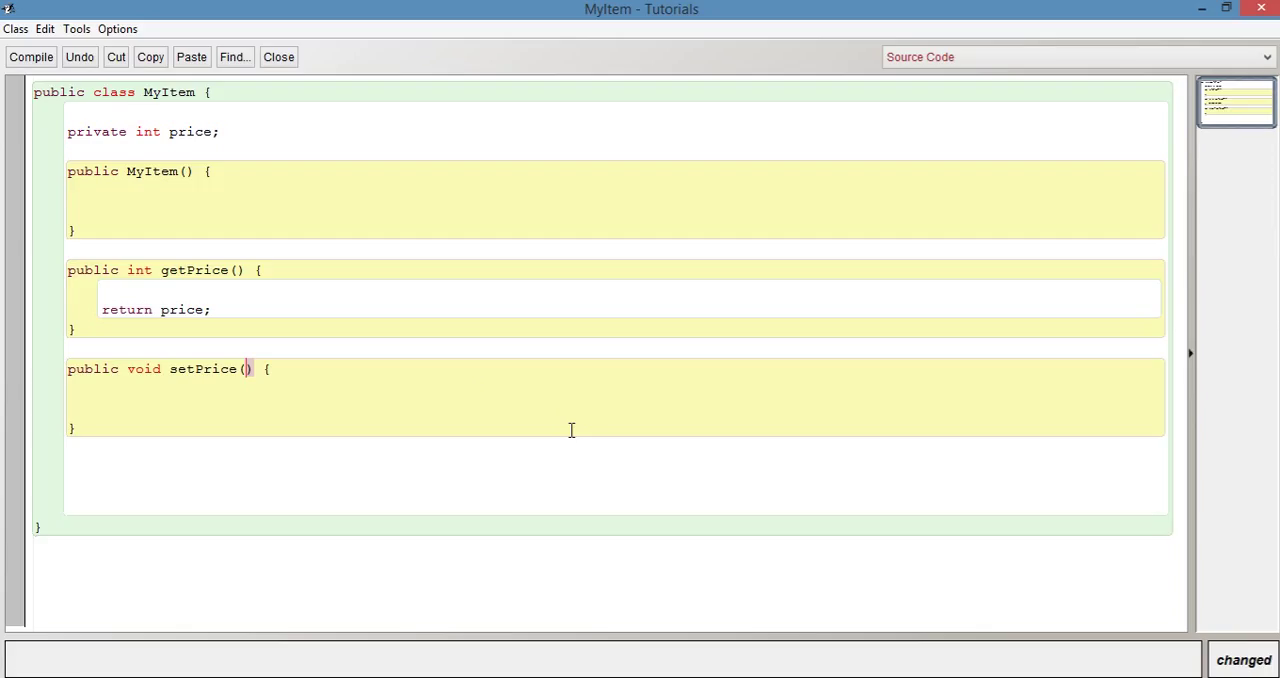 MyItem - Tutorials
Class Edit Tools Options
Compile Undo Cut Copy Paste Find... Close Source Code
public class MyItem {
private int price;
public MyItem() {
}
public int getPrice() {
return price;
}
public void setPrice() {
}
}
changed